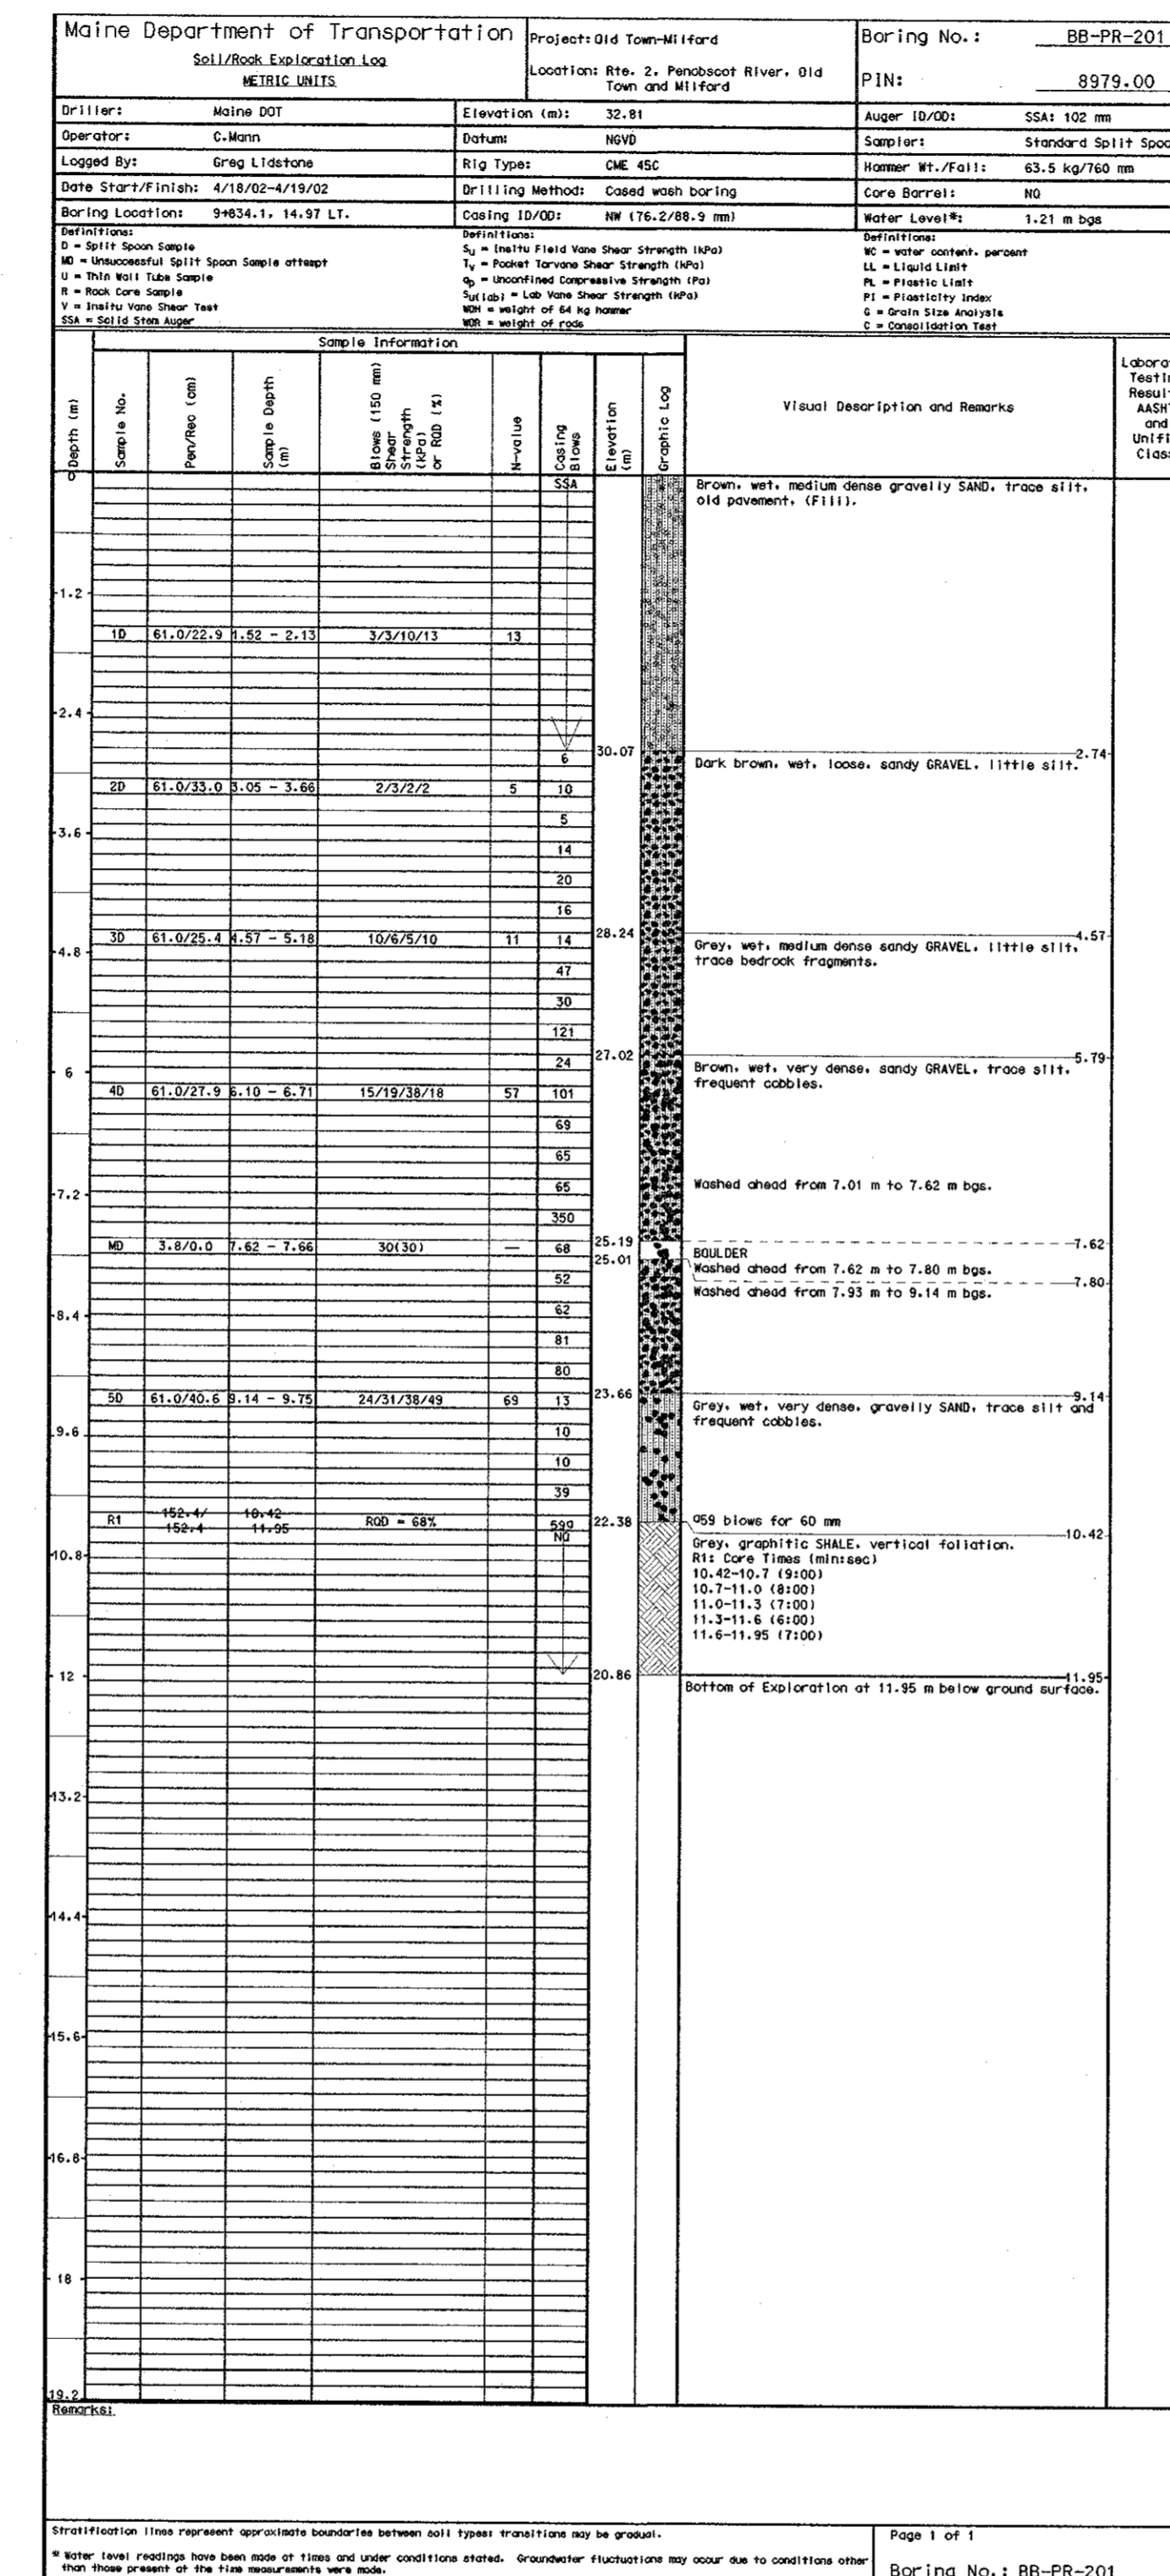 Maine Department of Transportation
Soil/Rock Exploration Log
METRIC UNITS
Project: Old Town-Milford
Location: Rte. 2, Penobscot River, Old
Town and Milford
Boring No.: BB-PR-201
PIN: 8979.00
Driller: Maine DOT
Elevation (m): 32.81
Auger ID/OD: SSA: 102 mm
Operator: C.Mann
Datum: NGVD
Sampler: Standard Split Spoo
Logged By: Greg Lidstone
Rig Type: CME 45C
Hammer Wt./Fall: 63.5 kg/760 mm
Date Start/Finish: 4/18/02-4/19/02
Drilling Method: Cased wash boring
Core Barrel: NQ
Boring Location: 9+834.1, 14.97 LT.
Casing ID/OD: NW (76.2/88.9 mm)
Water Level*: 1.21 m bgs
Definitions:
D = Split Spoon Sample
MD = Unsuccessful Split Spoon Sample attempt
U = Thin Wall Tube Sample
R = Rock Core Sample
V = Insitu Vane Shear Test
SSA = Solid Stem Auger
Definitions:
Su = Insitu Field Vane Shear Strength (kPa)
Tv = Pocket Torvane Shear Strength (kPa)
qp = Unconfined Compressive Strength (Pa)
Su(lab) = Lab Vane Shear Strength (kPa)
WOH = weight of 64 kg hammer
WOR = weight of rods
Definitions:
WC = water content, percent
LL = Liquid Limit
PL = Plastic Limit
PI = Plasticity Index
G = Grain Size Analysis
C = Consolidation Test
Sample Information
Depth (m)
Sample No.
Pen/Rec (cm)
Sample Depth
(m)
Blows (150 mm)
Shear
Strength
(kPa)
or RQD (%)
N-value
Casing
Blows
Elevation
(m)
Graphic Log
Visual Description and Remarks
Labora
Testin
Resul
AASH
and
Unifi
Clas
0
SSA
Brown, wet, medium dense gravelly SAND, trace silt,
old pavement, (Fill).
1.2
1D 61.0/22.9 1.52 - 2.13 3/3/10/13 13
2.4
30.07
2.74
6
Dark brown, wet, loose, sandy GRAVEL, little silt.
2D 61.0/33.0 3.05 - 3.66 2/3/2/2 5 10
5
3.6
14
20
16
28.24
4.57
3D 61.0/25.4 4.57 - 5.18 10/6/5/10 11 14
Grey, wet, medium dense sandy GRAVEL, little silt,
trace bedrock fragments.
4.8
47
30
121
27.02
5.79
24
Brown, wet, very dense, sandy GRAVEL, trace silt,
frequent cobbles.
6
4D 61.0/27.9 6.10 - 6.71 15/19/38/18 57 101
69
65
65
Washed ahead from 7.01 m to 7.62 m bgs.
7.2
350
25.19
7.62
MD 3.8/0.0 7.62 - 7.66 30(30) — 68
BOULDER
25.01
Washed ahead from 7.62 m to 7.80 m bgs.
52
7.80
Washed ahead from 7.93 m to 9.14 m bgs.
62
8.4
81
80
23.66
9.14
5D 61.0/40.6 9.14 - 9.75 24/31/38/49 69 13
Grey, wet, very dense, gravelly SAND, trace silt and
frequent cobbles.
9.6
10
10
39
R1 152.4/
152.4
10.42
11.95
RQD = 68%
NQ
22.38
a59 blows for 60 mm
10.42
Grey, graphitic SHALE, vertical foliation.
R1: Core Times (min:sec)
10.42-10.7 (9:00)
10.7-11.0 (8:00)
11.0-11.3 (7:00)
11.3-11.6 (6:00)
11.6-11.95 (7:00)
10.8
12
20.86
11.95
Bottom of Exploration at 11.95 m below ground surface.
13.2
14.4
15.6
16.8
18
19.2
Remarks:
Stratification lines represent approximate boundaries between soil types; transitions may be gradual.
* Water level readings have been made at times and under conditions stated. Groundwater fluctuations may occur due to conditions other
than those present at the time measurements were made.
Page 1 of 1
Boring No.: BB-PR-201